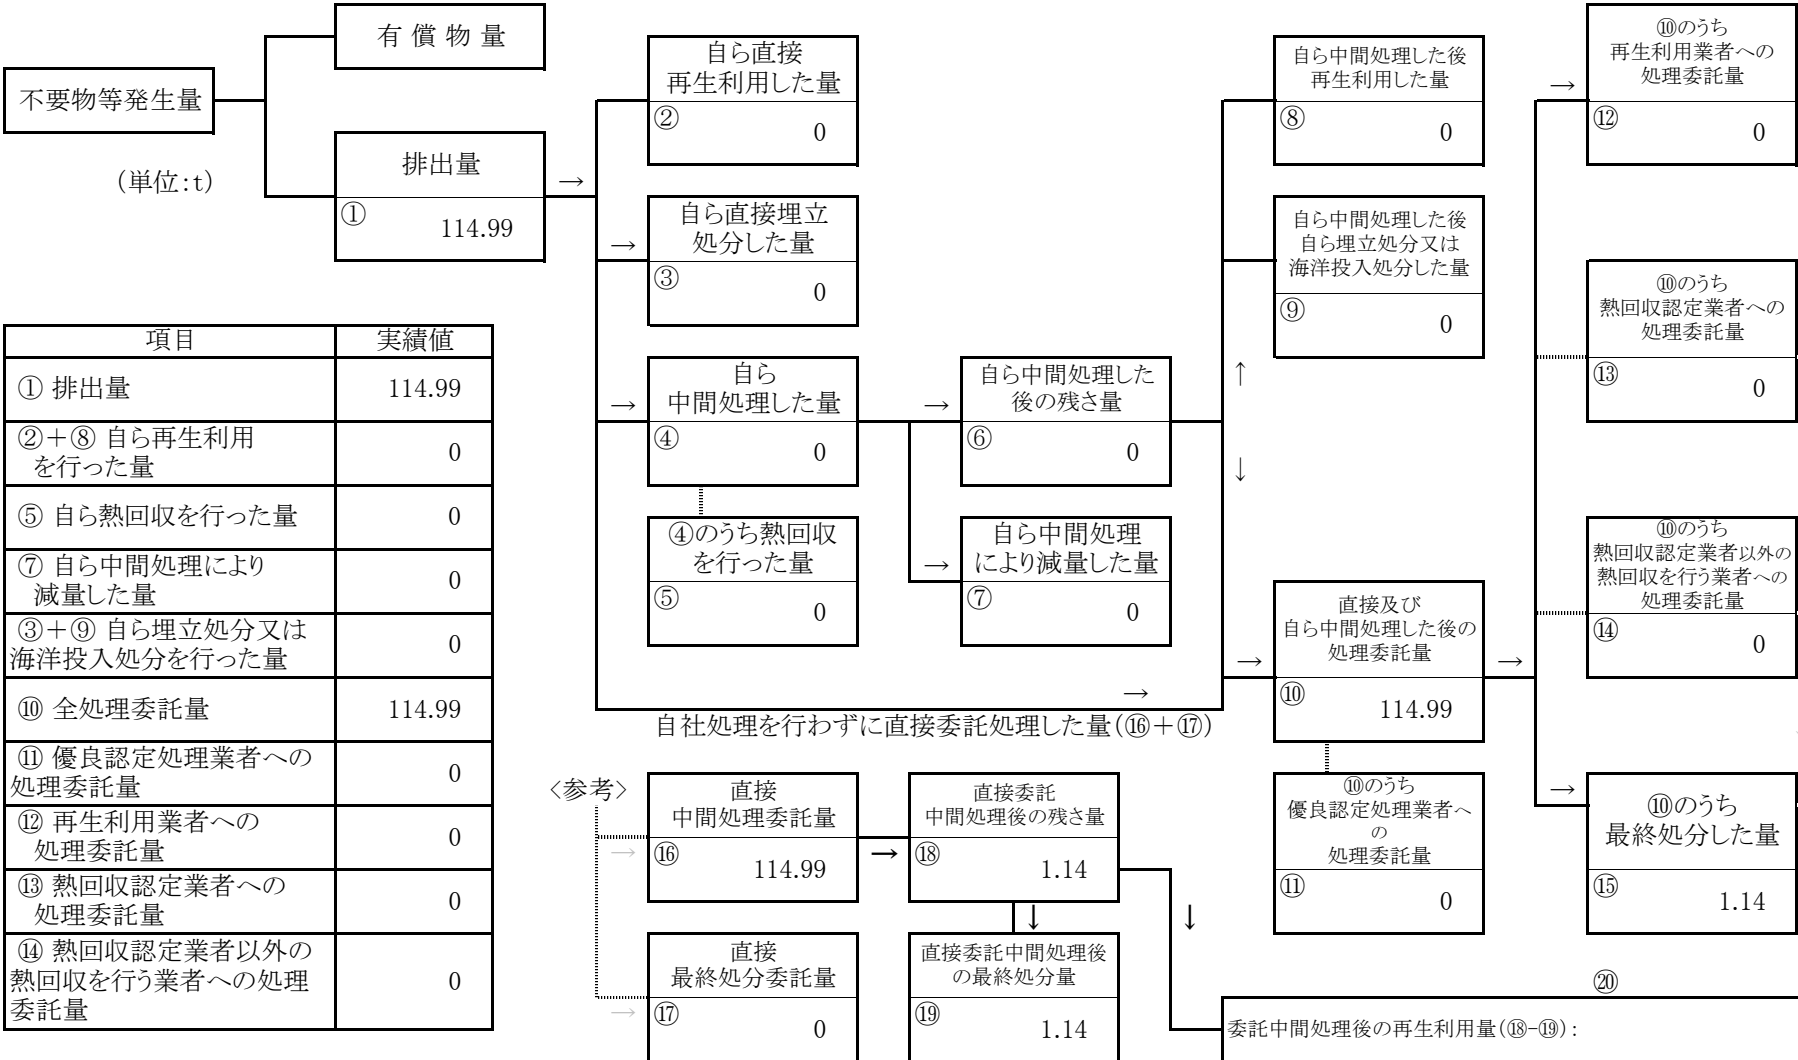 有 償 物 量
不要物等発生量
(単位:t)
排出量
①
114.99
→
自ら直接
再生利用した量
②
0
→
自ら直接埋立
処分した量
③
0
→
自ら
中間処理した量
④
0
④のうち熱回収
を行った量
⑤
0
→
自ら中間処理した
後の残さ量
⑥
0
→
自ら中間処理
により減量した量
⑦
0
自ら中間処理した後
再生利用した量
⑧
0
自ら中間処理した後
自ら埋立処分又は
海洋投入処分した量
⑨
0
↑
↓
→
直接及び
自ら中間処理した後の
処理委託量
⑩
114.99
⑩のうち
優良認定処理業者へ
の
処理委託量
⑪
0
→
→
⑩のうち
再生利用業者への
処理委託量
⑫
0
⑩のうち
熱回収認定業者への
処理委託量
⑬
0
⑩のうち
熱回収認定業者以外の
熱回収を行う業者への
処理委託量
⑭
0
→
⑩のうち
最終処分した量
⑮
1.14
→
自社処理を行わずに直接委託処理した量(⑯+⑰)
項目 実績値
① 排出量 114.99
②+⑧ 自ら再生利用
を行った量
0
⑤ 自ら熱回収を行った量 0
⑦ 自ら中間処理により
減量した量
0
③+⑨ 自ら埋立処分又は
海洋投入処分を行った量
0
⑩ 全処理委託量 114.99
⑪ 優良認定処理業者への
処理委託量
0
⑫ 再生利用業者への
処理委託量
0
⑬ 熱回収認定業者への
処理委託量
0
⑭ 熱回収認定業者以外の
熱回収を行う業者への処理
委託量
0
〈参考〉
→
直接
中間処理委託量
⑯
114.99
→
直接委託
中間処理後の残さ量
⑱
1.14
↓
↓
→
直接
最終処分委託量
⑰
0
直接委託中間処理後
の最終処分量
⑲
1.14
⑳
委託中間処理後の再生利用量(⑱-⑲):